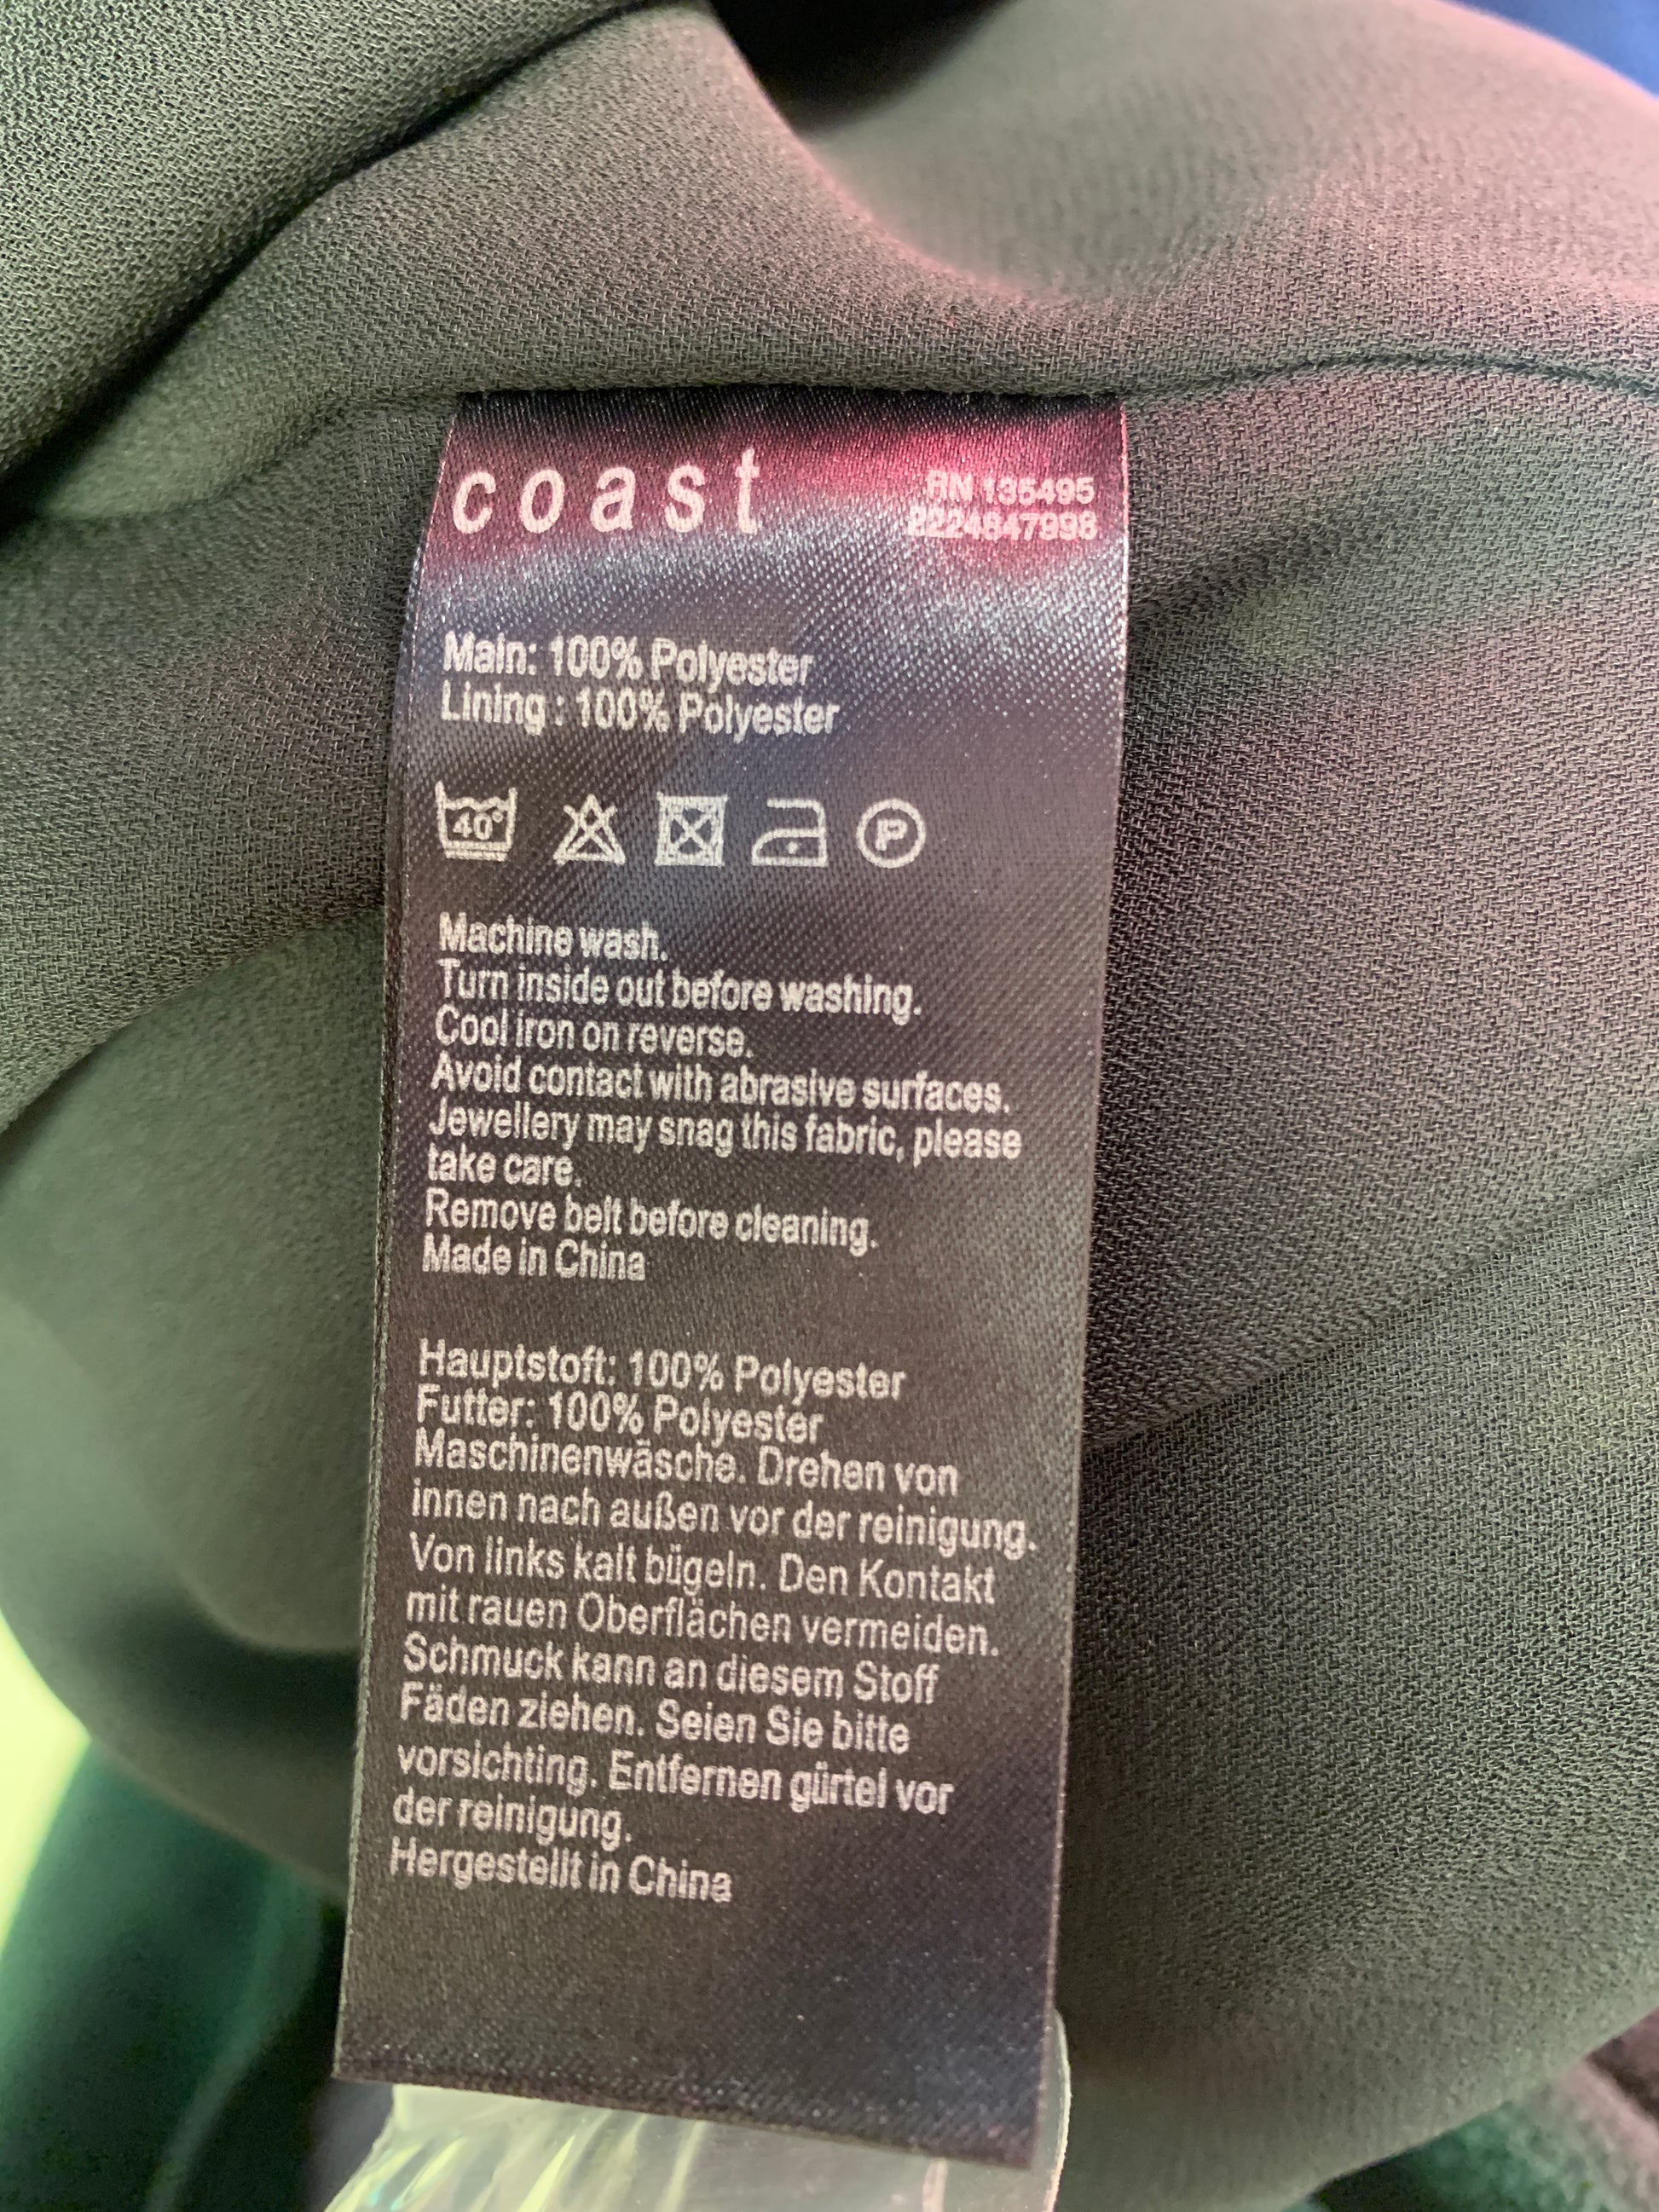 coast
RN 135495
2224847998
Main: 100% Polyester
Lining : 100% Polyester
40°
P
Machine wash.
Turn inside out before washing.
Cool iron on reverse.
Avoid contact with abrasive surfaces.
Jewellery may snag this fabric, please
take care.
Remove belt before cleaning.
Made in China
Hauptstoft: 100% Polyester
Futter: 100% Polyester
Maschinenwäsche. Drehen von
innen nach außen vor der reinigung.
Von links kalt bügeln. Den Kontakt
mit rauen Oberflächen vermeiden.
Schmuck kann an diesem Stoff
Fäden ziehen. Seien Sie bitte
vorsichting. Entfernen gürtel vor
der reinigung.
Hergestellt in China